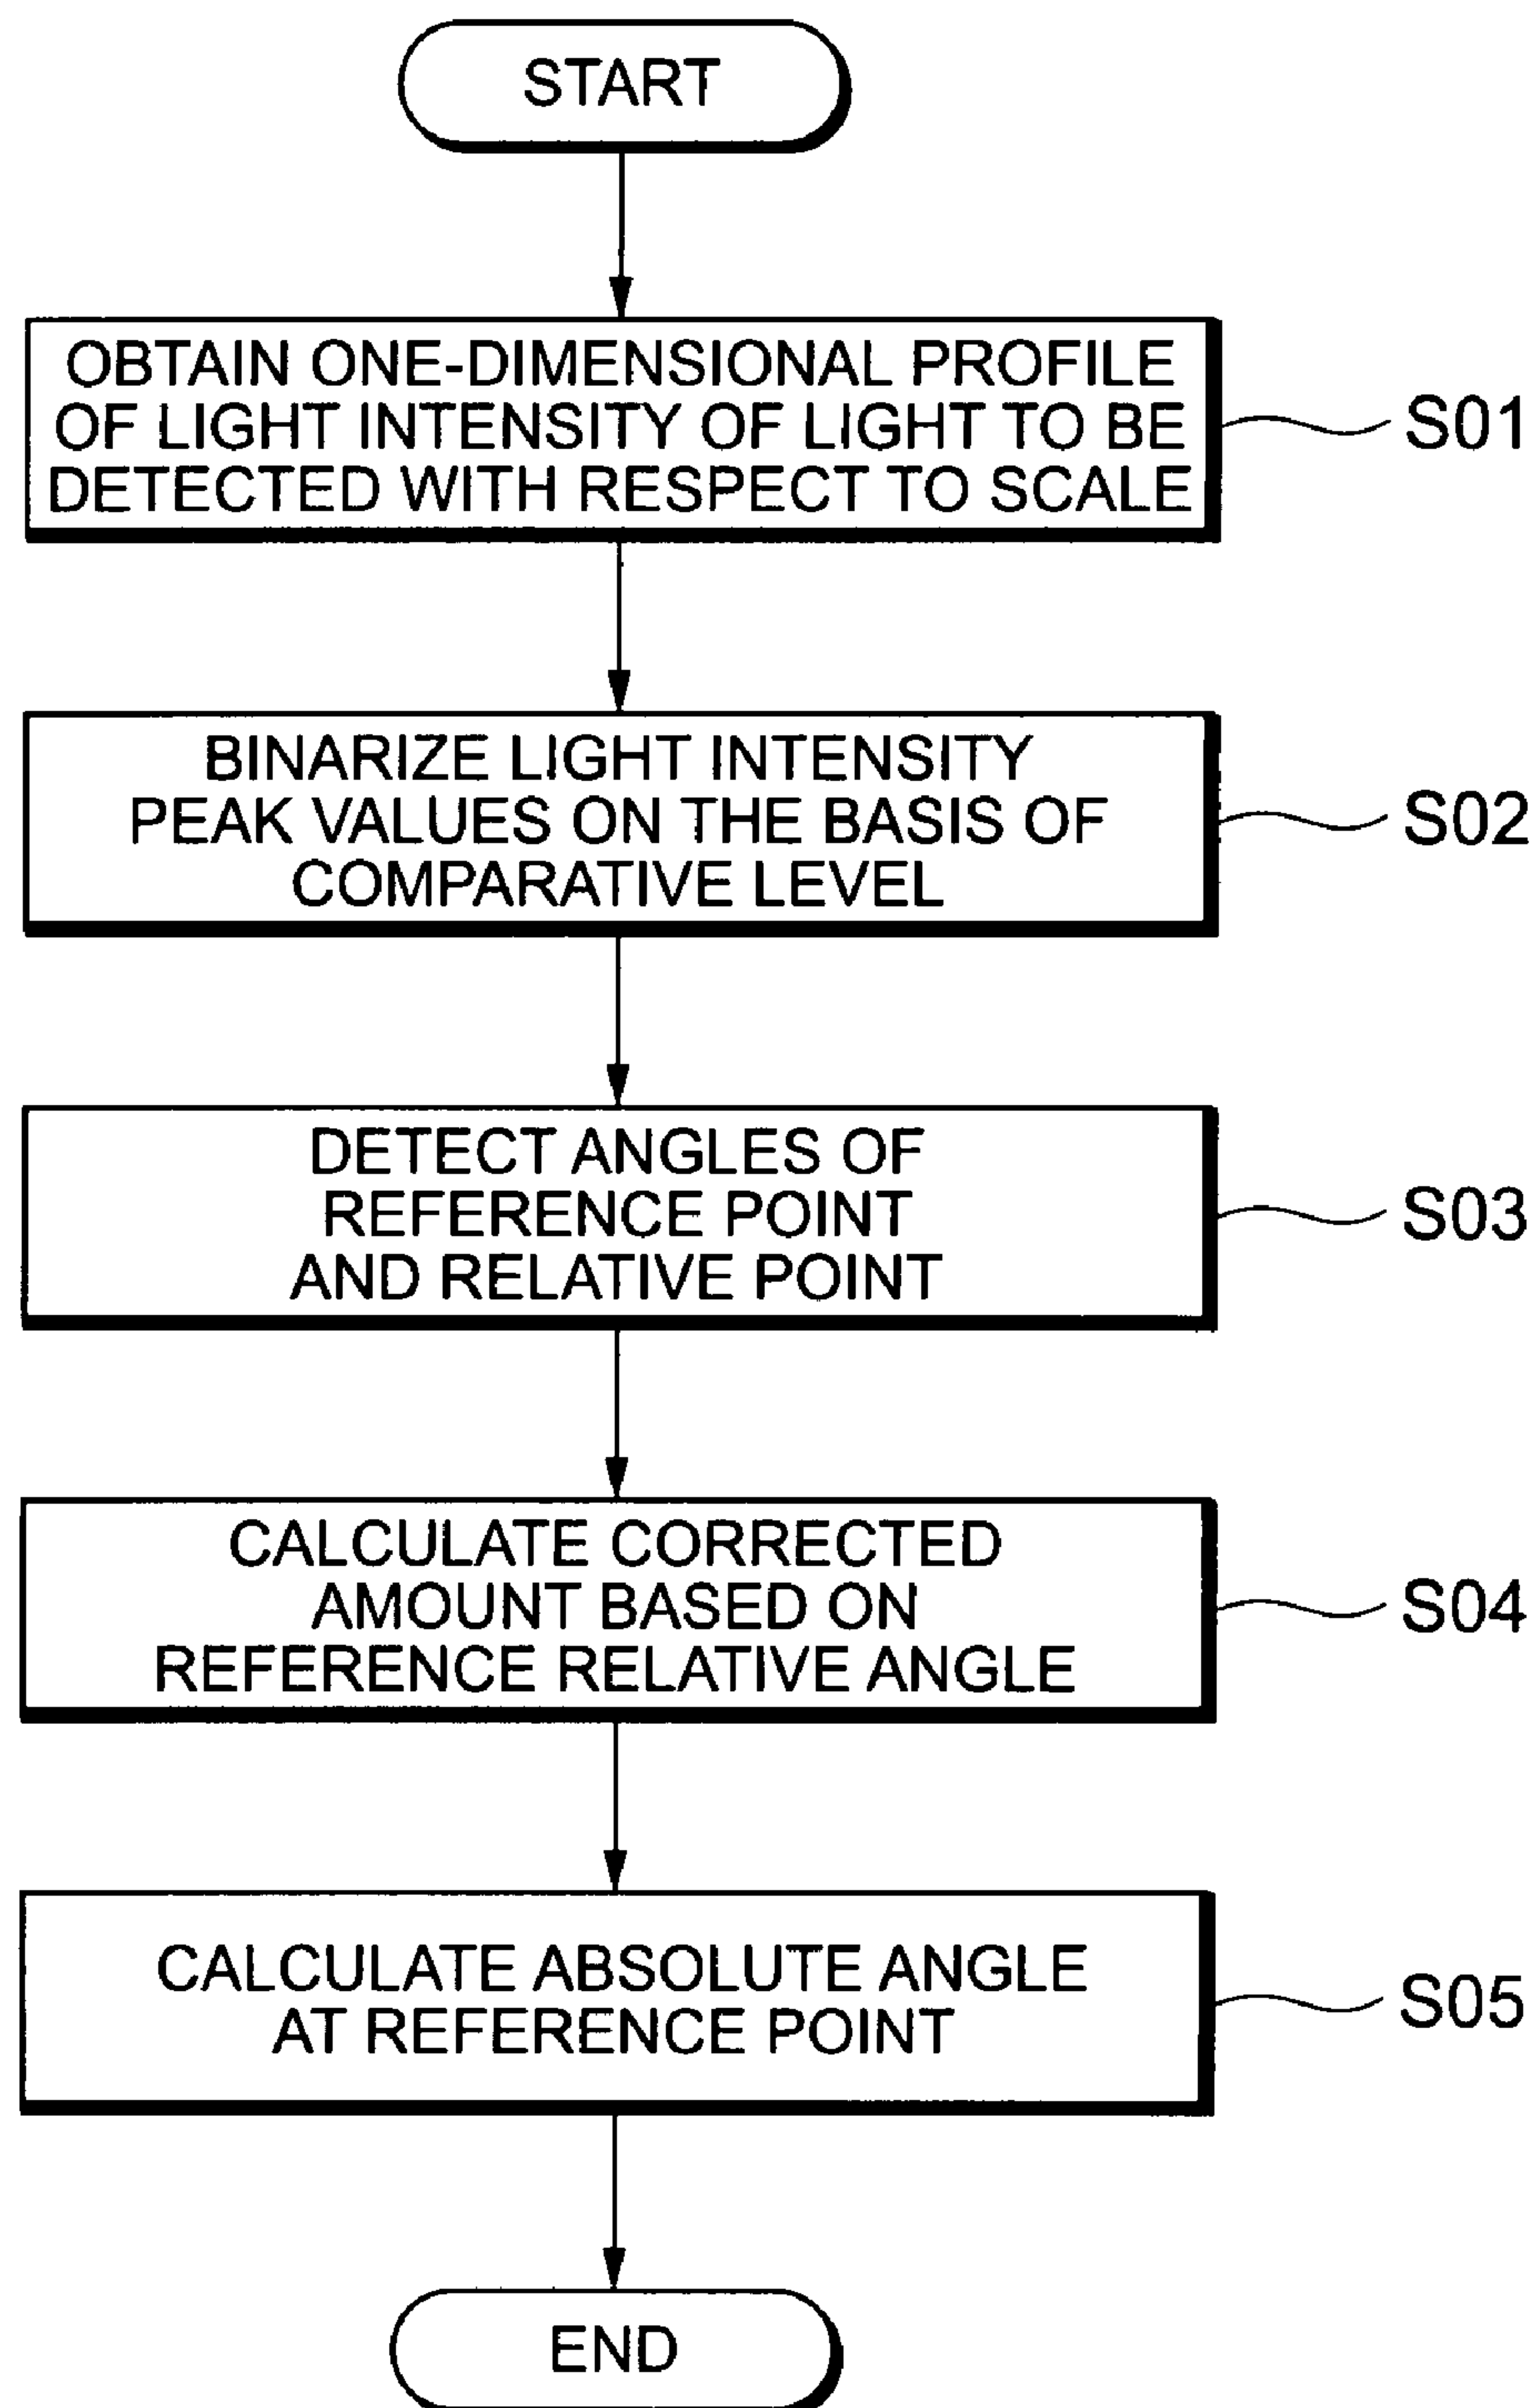 START
OBTAIN ONE-DIMENSIONAL PROFILE
OF LIGHT INTENSITY OF LIGHT TO BE
DETECTED WITH RESPECT TO SCALE
S01
BINARIZE LIGHT INTENSITY
PEAK VALUES ON THE BASIS OF
COMPARATIVE LEVEL
S02
DETECT ANGLES OF
REFERENCE POINT
AND RELATIVE POINT
S03
CALCULATE CORRECTED
AMOUNT BASED ON
REFERENCE RELATIVE ANGLE
S04
CALCULATE ABSOLUTE ANGLE
AT REFERENCE POINT
S05
END